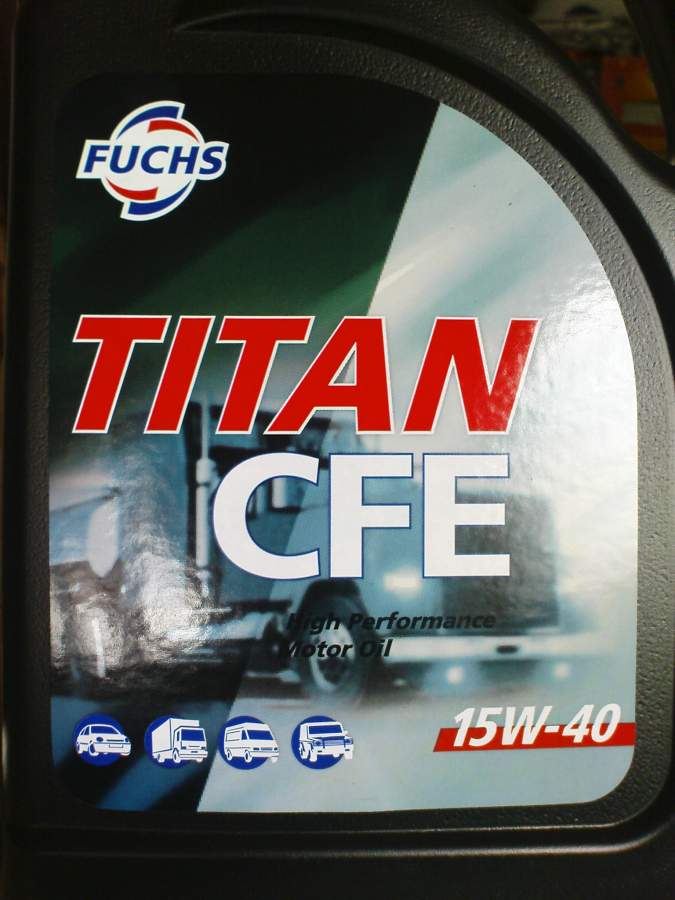 FUCHS
TITAN
CFE
High Performance
Motor Oil
15W-40